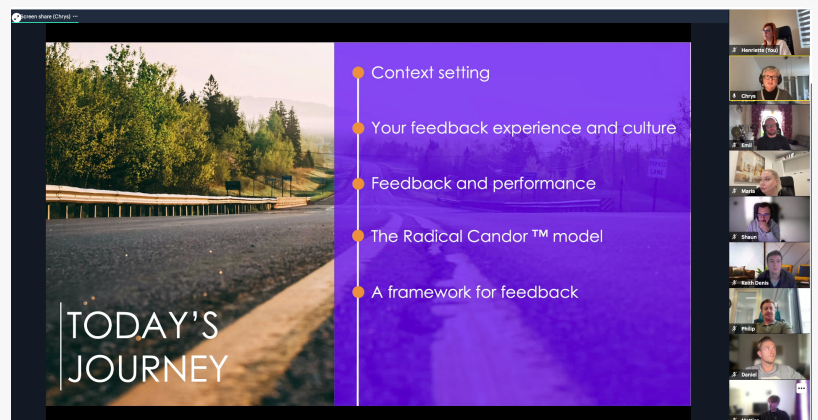 Screen share (Chrys) ···
TODAY'S
JOURNEY
Context setting
Your feedback experience and culture
Feedback and performance
The Radical Candor ™ model
A framework for feedback
Henriette (You)
Chrys
Emil
Maria
Shaun
Keith Denis
Philip
Daniel